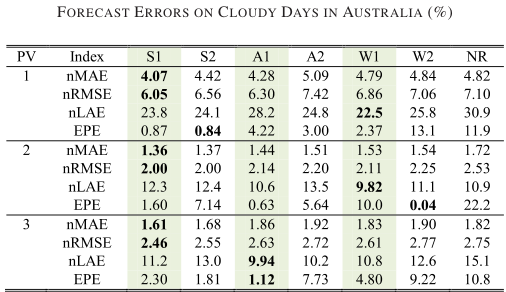 FORECAST ERRORS ON CLOUDY DAYS IN AUSTRALIA (%)
PV Index S1 S2 A1 A2 W1 W2 NR
1 nMAE 4.07 4.42 4.28 5.09 4.79 4.84 4.82
nRMSE 6.05 6.56 6.30 7.42 6.86 7.06 7.10
nLAE 23.8 24.1 28.2 24.8 22.5 25.8 30.9
EPE 0.87 0.84 4.22 3.00 2.37 13.1 11.9
2 nMAE 1.36 1.37 1.44 1.51 1.53 1.54 1.72
nRMSE 2.00 2.00 2.14 2.20 2.11 2.25 2.53
nLAE 12.3 12.4 10.6 13.5 9.82 11.1 10.9
EPE 1.60 7.14 0.63 5.64 10.0 0.04 22.2
3 nMAE 1.61 1.68 1.86 1.92 1.83 1.90 1.82
nRMSE 2.46 2.55 2.63 2.72 2.61 2.77 2.75
nLAE 11.2 13.0 9.94 10.2 10.8 12.6 15.1
EPE 2.30 1.81 1.12 7.73 4.80 9.22 10.8